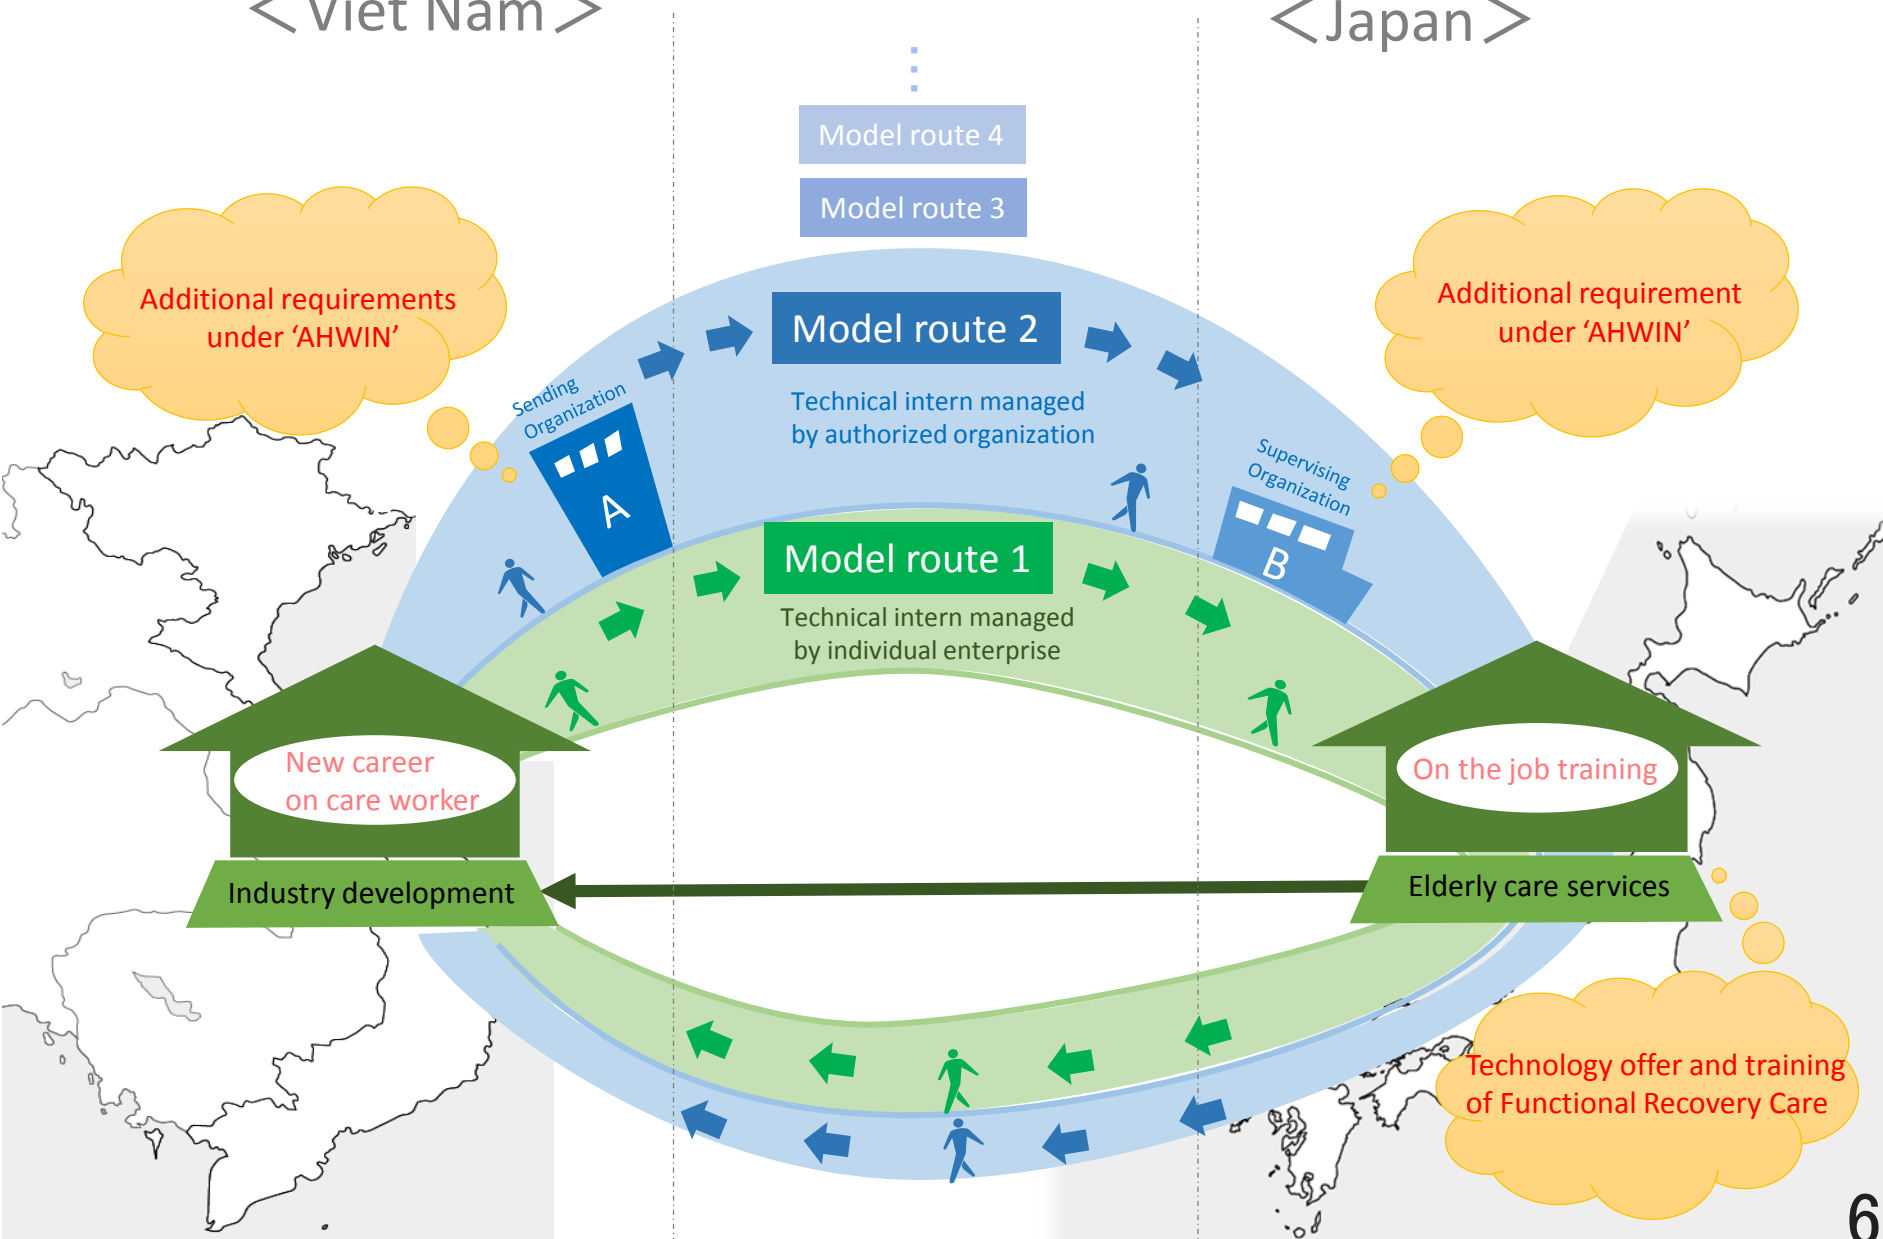 ＜Viet Nam＞
＜Japan＞
Model route 4
Model route 3
Additional requirements
under ‘AHWIN’
Additional requirement
under ‘AHWIN’
Model route 2
Technical intern managed
by authorized organization
Sending
Organization
A
Supervising
Organization
B
Model route 1
Technical intern managed
by individual enterprise
New career
on care worker
On the job training
Industry development
Elderly care services
Technology offer and training
of Functional Recovery Care
6